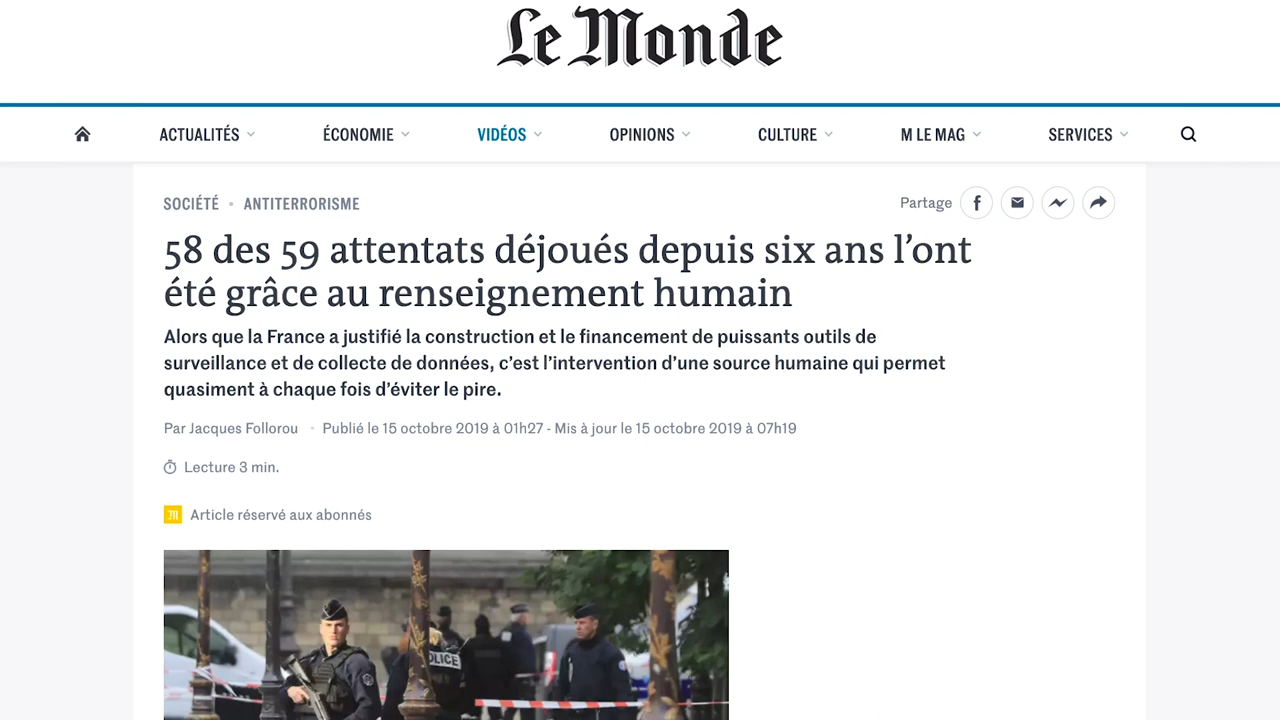 Le Monde
ACTUALITÉS
ÉCONOMIE
VIDÉOS
OPINIONS
CULTURE
M LE MAG
SERVICES
SOCIÉTÉ • ANTITERRORISME
Partage
58 des 59 attentats déjoués depuis six ans l’ont
été grâce au renseignement humain
Alors que la France a justifié la construction et le financement de puissants outils de
surveillance et de collecte de données, c’est l’intervention d’une source humaine qui permet
quasiment à chaque fois d’éviter le pire.
Par Jacques Follorou • Publié le 15 octobre 2019 à 01h27 - Mis à jour le 15 octobre 2019 à 07h19
Lecture 3 min.
M Article réservé aux abonnés
POLICE